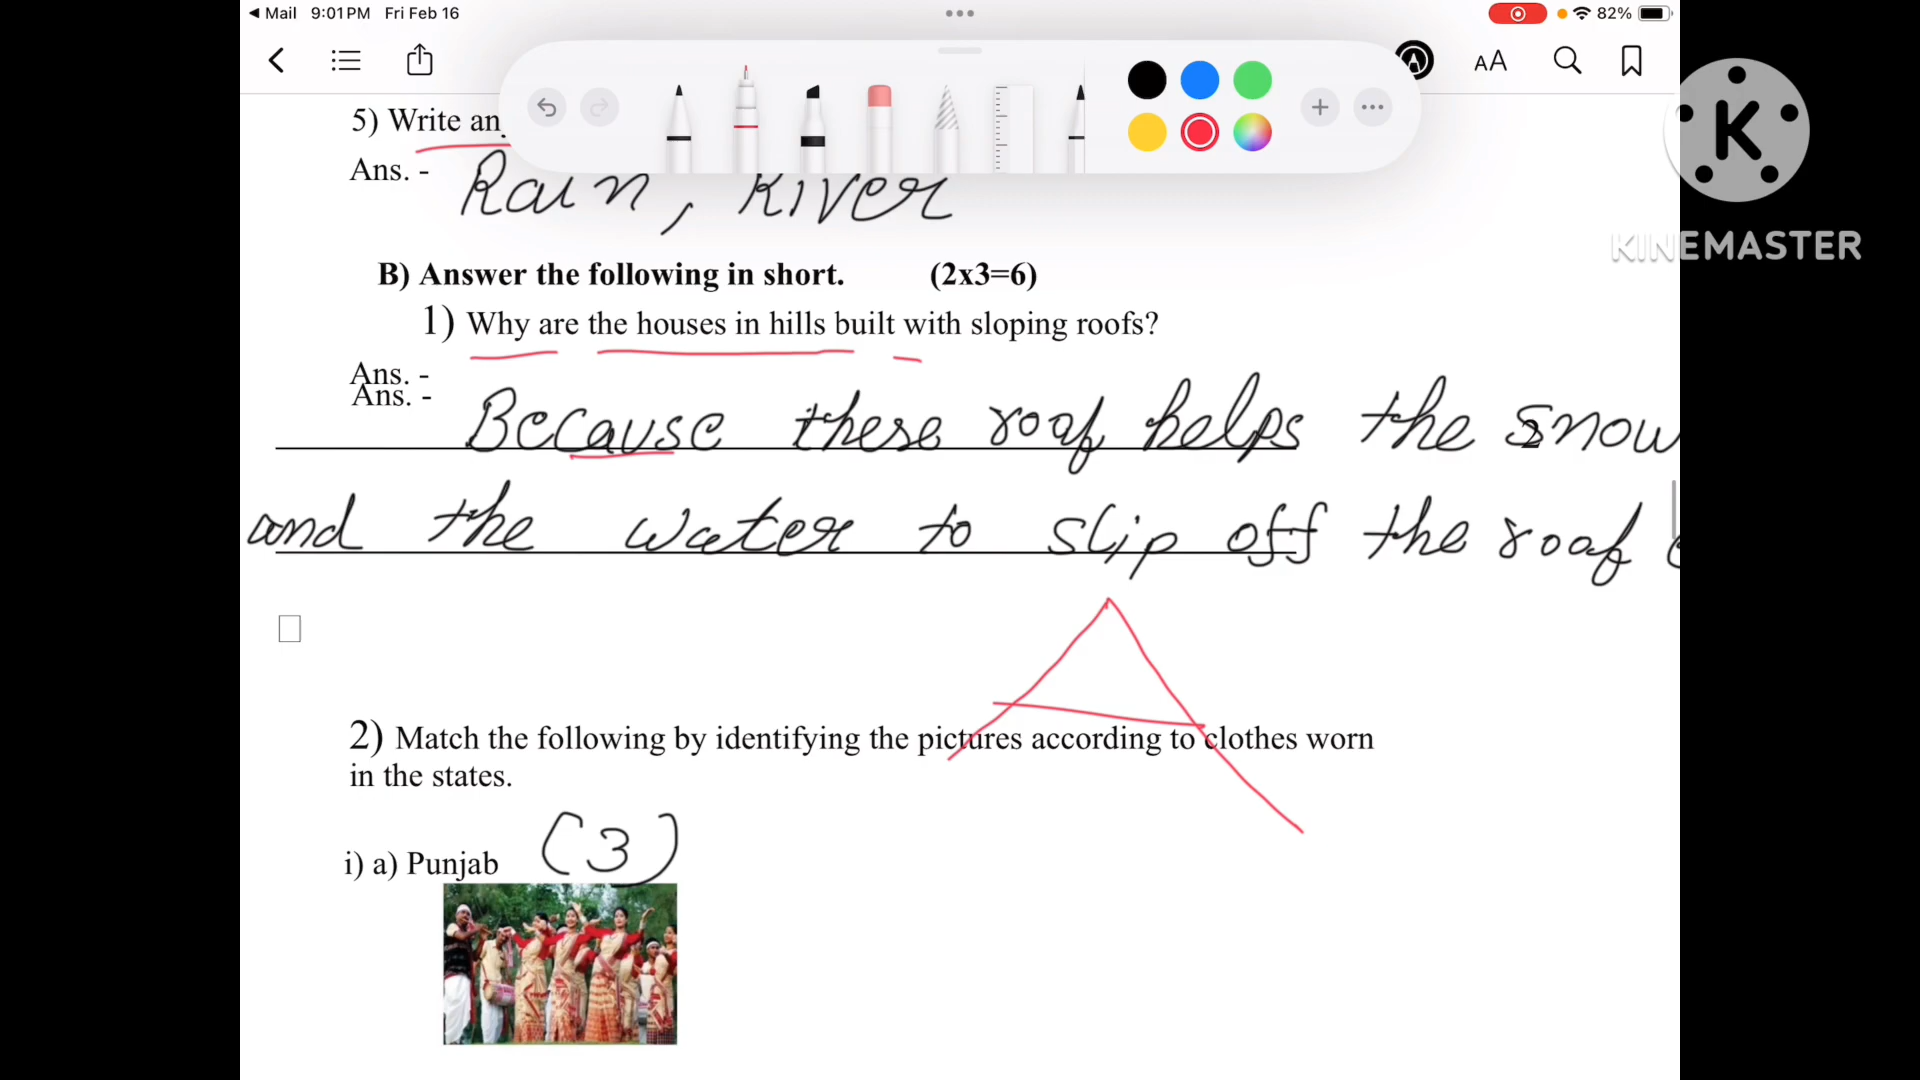 Mail 9:01 PM Fri Feb 16 82%
AA
K
KINEMASTER
5) Write any
Ans. - Rain, River
B) Answer the following in short. (2x3=6)
1) Why are the houses in hills built with sloping roofs?
Ans. -
Ans. - Because these roof helps the snow
2
and the water to slip off the roof
2) Match the following by identifying the pictures according to clothes worn
in the states.
i) a) Punjab (3)